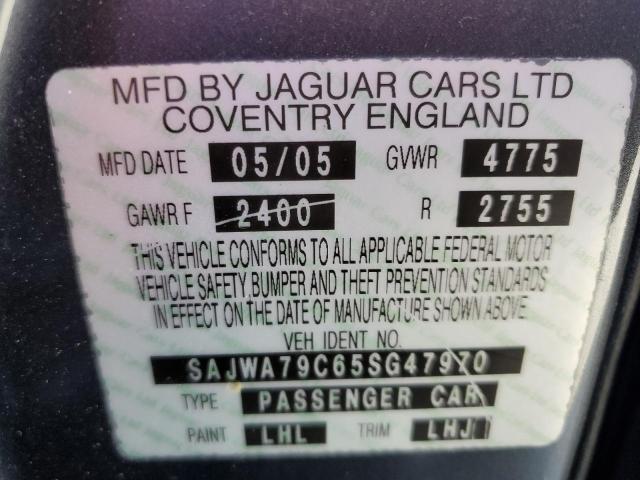 MFD BY JAGUAR CARS LTD
COVENTRY ENGLAND
MFD DATE 05/05 GVWR 4775
GAWR F 2400 R 2755
THIS VEHICLE CONFORMS TO ALL APPLICABLE FEDERAL MOTOR
VEHICLE SAFETY BUMPER AND THEFT PREVENTION STANDARDS
IN EFFECT ON THE DATE OF MANUFACTURE SHOWN ABOVE
VEH IDENT NO.
SAJWA79C65SG47970
TYPE PASSENGER CAR
PAINT LHL TRIM LHJ